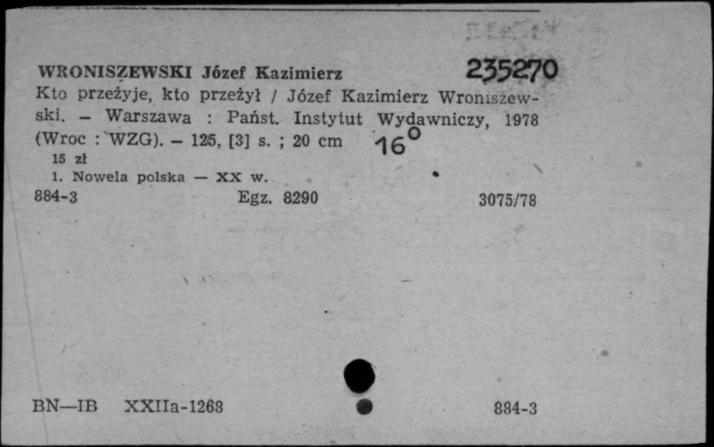 235270
WRONISZEWSKI Józef Kazimierz
Kto przeżyje, kto przeżył / Józef Kazimierz Wroniszew-
ski. — Warszawa : Państ. Instytut Wydawniczy, 1978
(Wroc : WZG). — 125, [3] s. ; 20 cm 16°
15 zł
1. Nowela polska — XX w.
884-3 Egz. 8290 3075/78
BN—IB XXIIa-1268 884-3